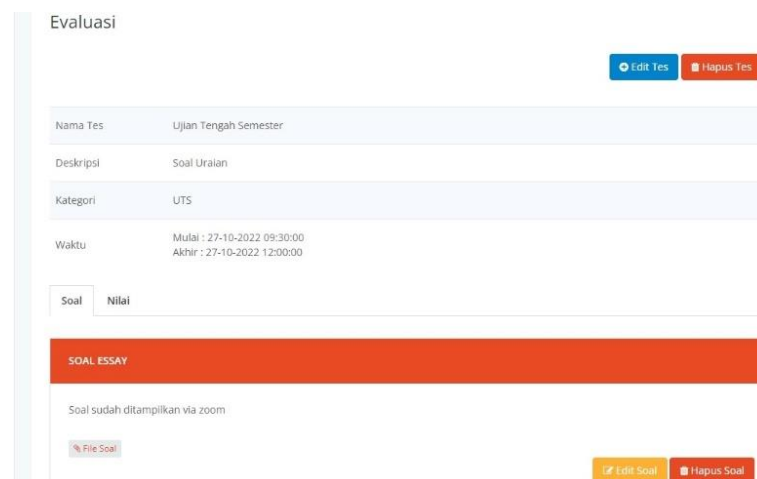 Evaluasi
Edit Tes
Hapus Tes
Nama Tes Ujian Tengah Semester
Deskripsi Soal Uraian
Kategori UTS
Waktu Mulai : 27-10-2022 09:30:00
Akhir : 27-10-2022 12:00:00
Soal Nilai
SOAL ESSAY
Soal sudah ditampilkan via zoom
File Soal
Edit Soal
Hapus Soal